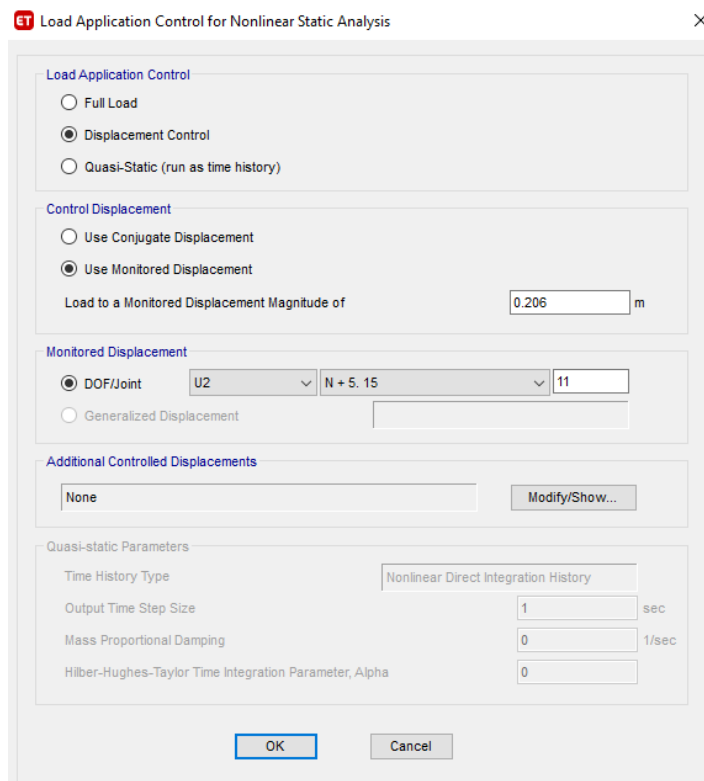 ET Load Application Control for Nonlinear Static Analysis
Load Application Control
Full Load
Displacement Control
Quasi-Static (run as time history)
Control Displacement
Use Conjugate Displacement
Use Monitored Displacement
Load to a Monitored Displacement Magnitude of 0.206 m
Monitored Displacement
DOF/Joint U2 N + 5. 15 11
Generalized Displacement
Additional Controlled Displacements
None Modify/Show...
Quasi-static Parameters
Time History Type Nonlinear Direct Integration History
Output Time Step Size 1 sec
Mass Proportional Damping 0 1/sec
Hilber-Hughes-Taylor Time Integration Parameter, Alpha 0
OK Cancel